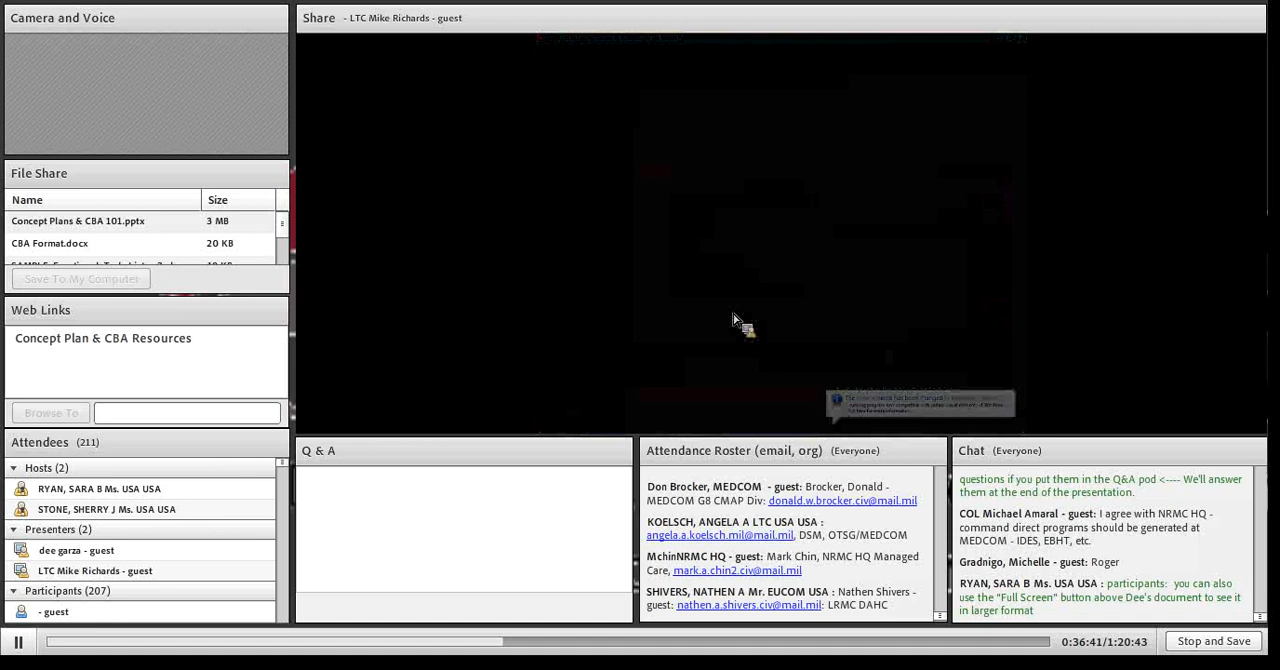 Camera and Voice
Share - LTC Mike Richards - guest
File Share
Name Size
Concept Plans & CBA 101.pptx 3 MB
CBA Format.docx 20 KB
Save To My Computer
Web Links
Concept Plan & CBA Resources
Browse To
Attendees (211)
Hosts (2)
RYAN, SARA B Ms. USA USA
STONE, SHERRY J Ms. USA USA
Presenters (2)
dee garza - guest
LTC Mike Richards - guest
Participants (207)
- guest
Q & A
Attendance Roster (email, org) (Everyone)
Don Brocker, MEDCOM - guest: Brocker, Donald -
MEDCOM G8 CMAP Div: donald.w.brocker.civ@mail.mil
KOELSCH, ANGELA A LTC USA USA :
angela.a.koelsch.mil@mail.mil, DSM, OTSG/MEDCOM
MchinNRMC HQ - guest: Mark Chin, NRMC HQ Managed
Care, mark.a.chin2.civ@mail.mil
SHIVERS, NATHEN A Mr. EUCOM USA : Nathen Shivers -
guest: nathen.a.shivers.civ@mail.mil: LRMC DAHC
Chat (Everyone)
questions if you put them in the Q&A pod <---- We'll answer
them at the end of the presentation.
COL Michael Amaral - guest: I agree with NRMC HQ -
command direct programs should be generated at
MEDCOM - IDES, EBHT, etc.
Gradnigo, Michelle - guest: Roger
RYAN, SARA B Ms. USA USA : participants: you can also
use the "Full Screen" button above Dee's document to see it
in larger format
0:36:41/1:20:43
Stop and Save